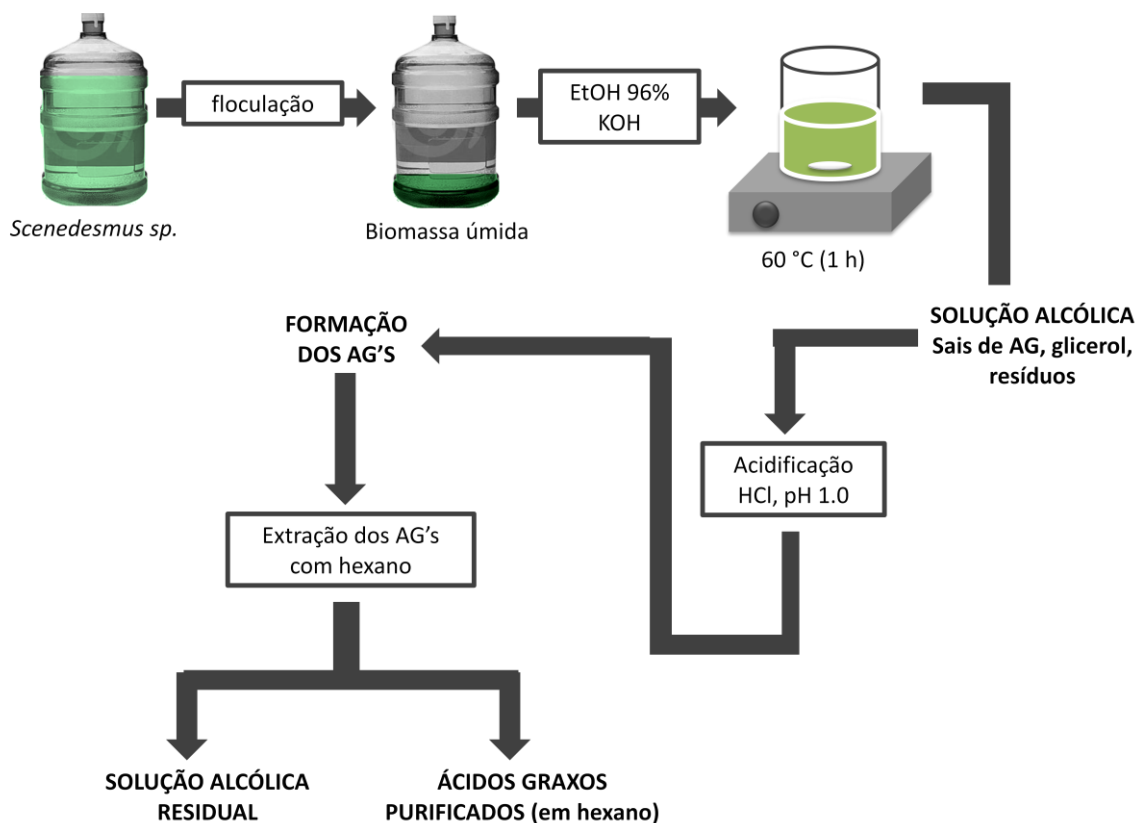 floculação
EtOH 96%
KOH
Scenedesmus sp.
Biomassa úmida
60 °C (1 h)
SOLUÇÃO ALCÓLICA
Sais de AG, glicerol,
resíduos
FORMAÇÃO
DOS AG'S
Acidificação
HCl, pH 1.0
Extração dos AG's
com hexano
SOLUÇÃO ALCÓLICA
RESIDUAL
ÁCIDOS GRAXOS
PURIFICADOS (em hexano)